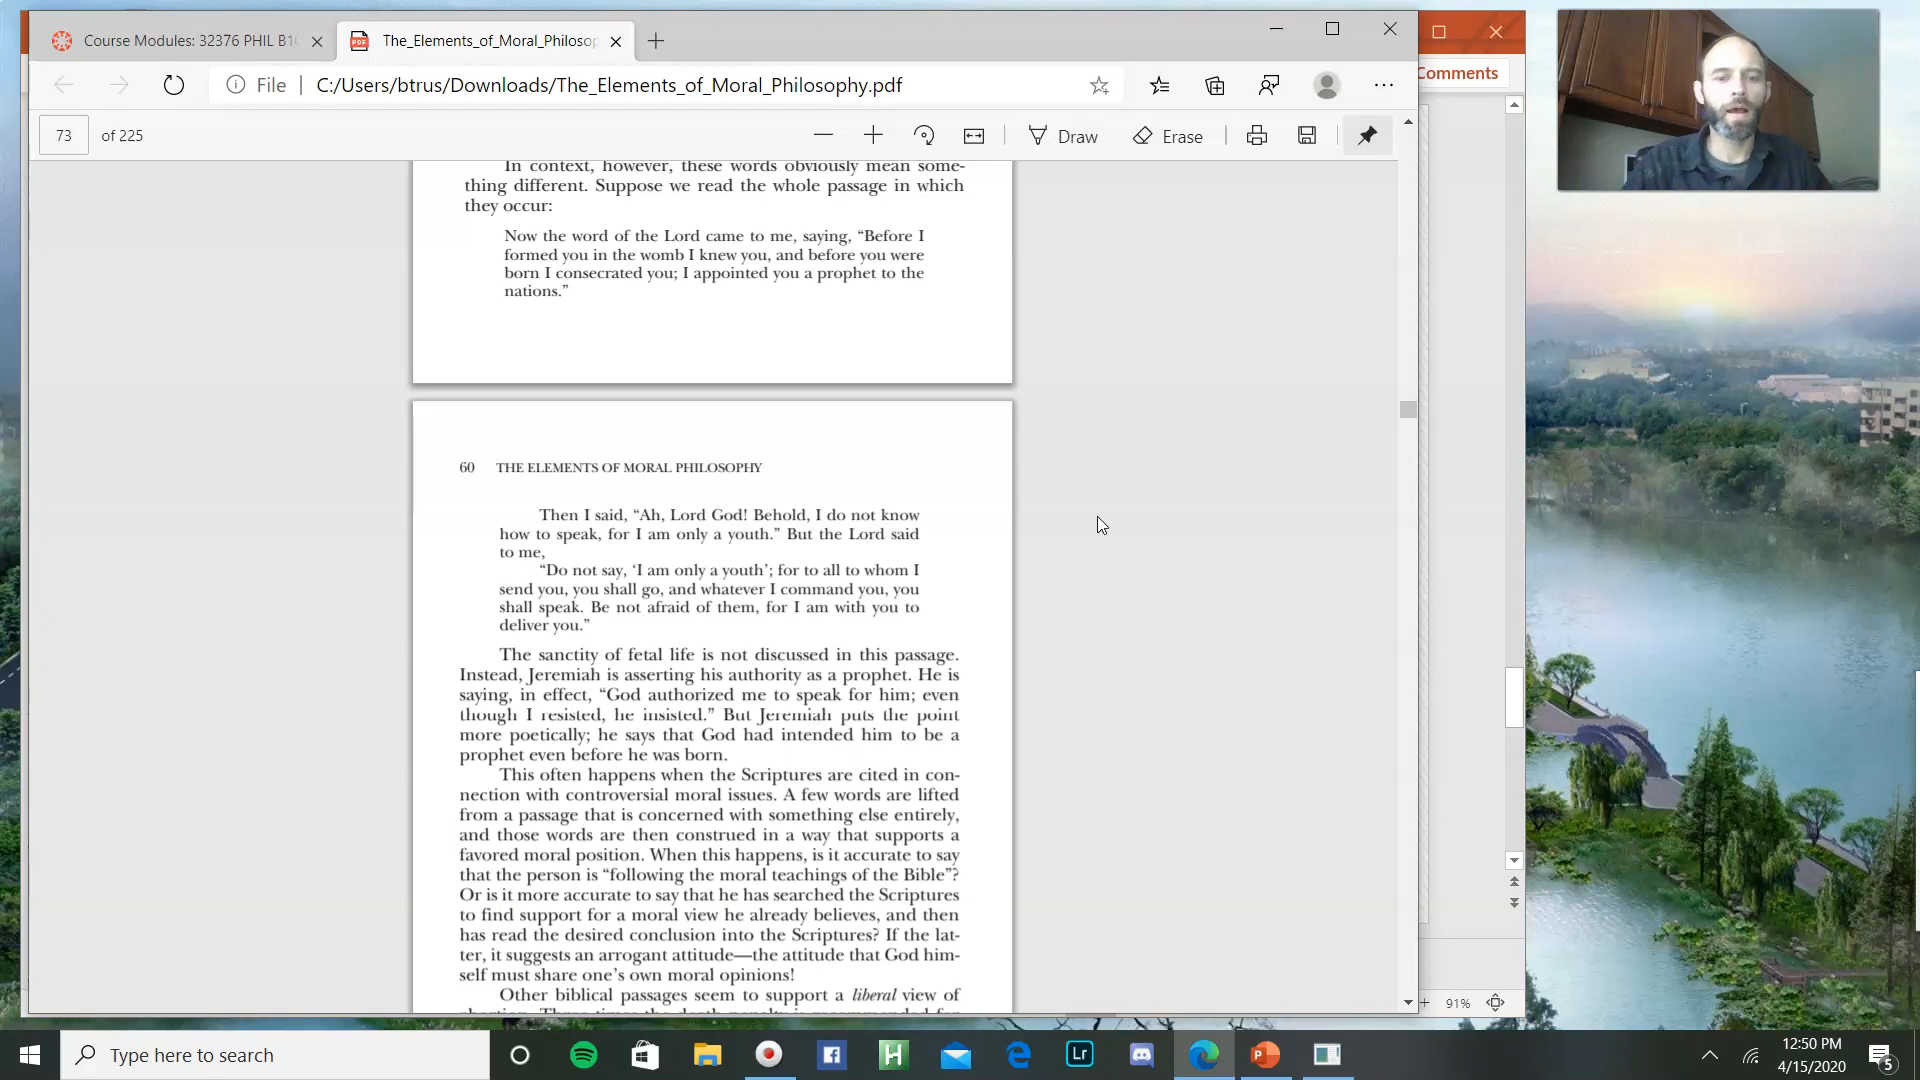 Course Modules: 32376 PHIL B1
The_Elements_of_Moral_Philosop
Comments
File
C:/Users/btrus/Downloads/The_Elements_of_Moral_Philosophy.pdf
73 of 225
Draw
Erase
In context, however, these words obviously mean some-
thing different. Suppose we read the whole passage in which
they occur:
Now the word of the Lord came to me, saying, “Before I
formed you in the womb I knew you, and before you were
born I consecrated you; I appointed you a prophet to the
nations.”
60 THE ELEMENTS OF MORAL PHILOSOPHY
Then I said, “Ah, Lord God! Behold, I do not know
how to speak, for I am only a youth.” But the Lord said
to me,
“Do not say, ‘I am only a youth’; for to all to whom I
send you, you shall go, and whatever I command you, you
shall speak. Be not afraid of them, for I am with you to
deliver you.”
The sanctity of fetal life is not discussed in this passage.
Instead, Jeremiah is asserting his authority as a prophet. He is
saying, in effect, “God authorized me to speak for him; even
though I resisted, he insisted.” But Jeremiah puts the point
more poetically; he says that God had intended him to be a
prophet even before he was born.
This often happens when the Scriptures are cited in con-
nection with controversial moral issues. A few words are lifted
from a passage that is concerned with something else entirely,
and those words are then construed in a way that supports a
favored moral position. When this happens, is it accurate to say
that the person is “following the moral teachings of the Bible”?
Or is it more accurate to say that he has searched the Scriptures
to find support for a moral view he already believes, and then
has read the desired conclusion into the Scriptures? If the lat-
ter, it suggests an arrogant attitude—the attitude that God him-
self must share one’s own moral opinions!
Other biblical passages seem to support a liberal view of
91%
Type here to search
Lr
12:50 PM
4/15/2020
5